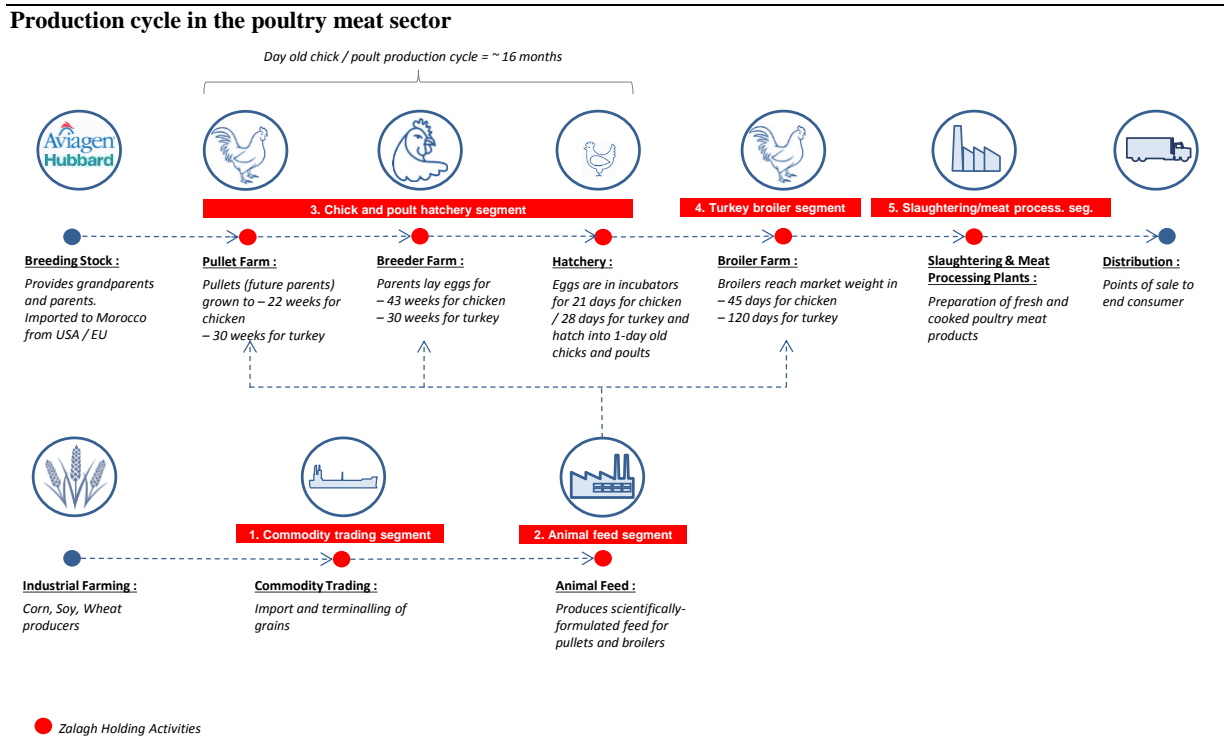 Production cycle in the poultry meat sector
Day old chick / poult production cycle = ~ 16 months
Aviagen
Hubbard
3. Chick and poult hatchery segment
4. Turkey broiler segment
5. Slaughtering/meat process. seg.
Breeding Stock :
Provides grandparents
and parents.
Imported to Morocco
from USA / EU
Pullet Farm :
Pullets (future parents)
grown to – 22 weeks for
chicken
– 30 weeks for turkey
Breeder Farm :
Parents lay eggs for
– 43 weeks for chicken
– 30 weeks for turkey
Hatchery :
Eggs are in incubators
for 21 days for chicken
/ 28 days for turkey and
hatch into 1-day old
chicks and poults
Broiler Farm :
Broilers reach market weight in
– 45 days for chicken
– 120 days for turkey
Slaughtering & Meat
Processing Plants :
Preparation of fresh and
cooked poultry meat
products
Distribution :
Points of sale to
end consumer
1. Commodity trading segment
2. Animal feed segment
Industrial Farming :
Corn, Soy, Wheat
producers
Commodity Trading :
Import and terminalling of
grains
Animal Feed :
Produces scientifically-
formulated feed for
pullets and broilers
Zalagh Holding Activities